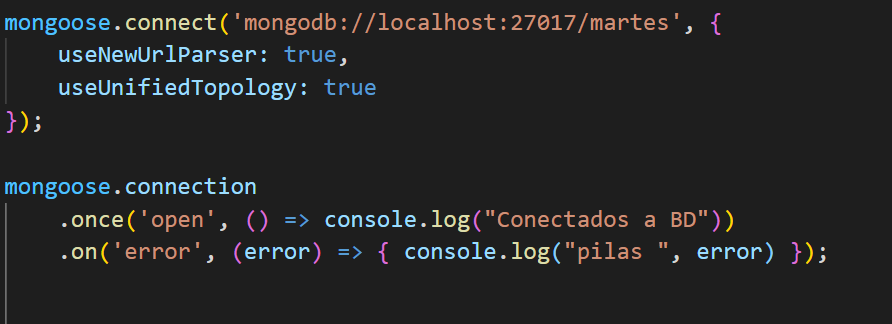 mongoose.connect('mongodb://localhost:27017/martes', {
    useNewUrlParser: true,
    useUnifiedTopology: true
});

mongoose.connection
    .once('open', () => console.log("Conectados a BD"))
    .on('error', (error) => { console.log("pilas ", error) });